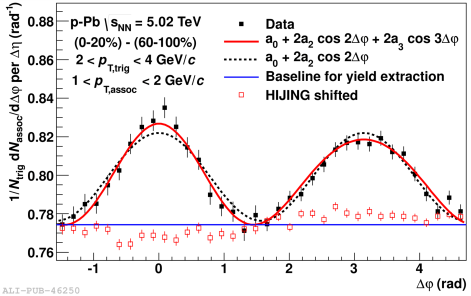 p-Pb \ sNN = 5.02 TeV
(0-20%) - (60-100%)
2 < pT,trig < 4 GeV/c
1 < pT,assoc < 2 GeV/c
Data
a0 + 2a2 cos 2Δφ + 2a3 cos 3Δφ
a0 + 2a2 cos 2Δφ
Baseline for yield extraction
HIJING shifted
1/Ntrig dNassoc/dΔφ per Δη (rad-1)
0.84
0.82
0.80
0.78
0.76
-1 0 1 2 3 4
Δφ (rad)
ALI-PUB-46250